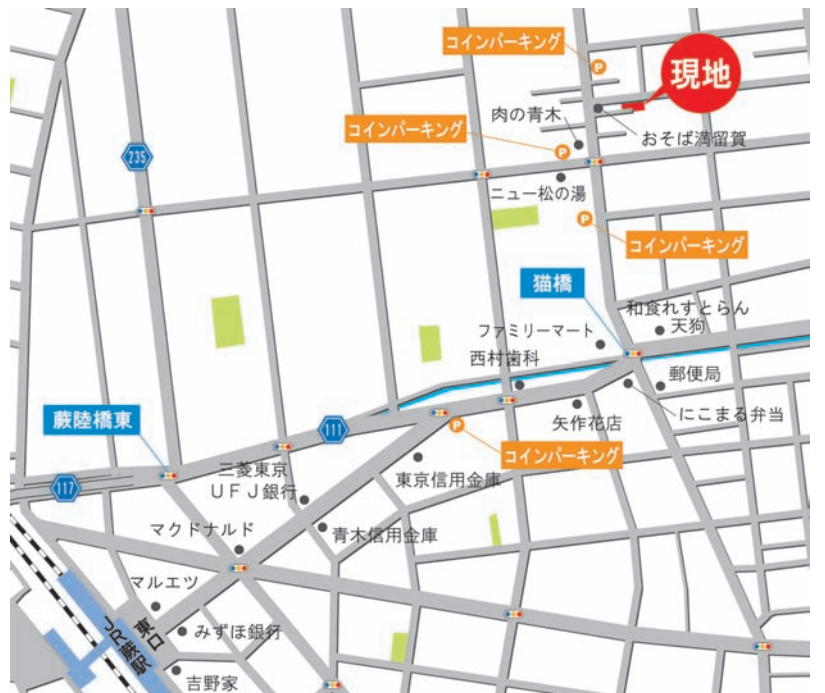 コインパーキング
P
現地
肉の青木
コインパーキング
おそば満留賀
P
235
ニュー松の湯
P
コインパーキング
猫橋
和食れすとらん
天狗
ファミリーマート
西村歯科
郵便局
蕨陸橋東
111
にこまる弁当
矢作花店
P
コインパーキング
三菱東京
UFJ銀行
東京信用金庫
117
マクドナルド
青木信用金庫
マルエツ
東口
JR蕨駅
みずほ銀行
吉野家